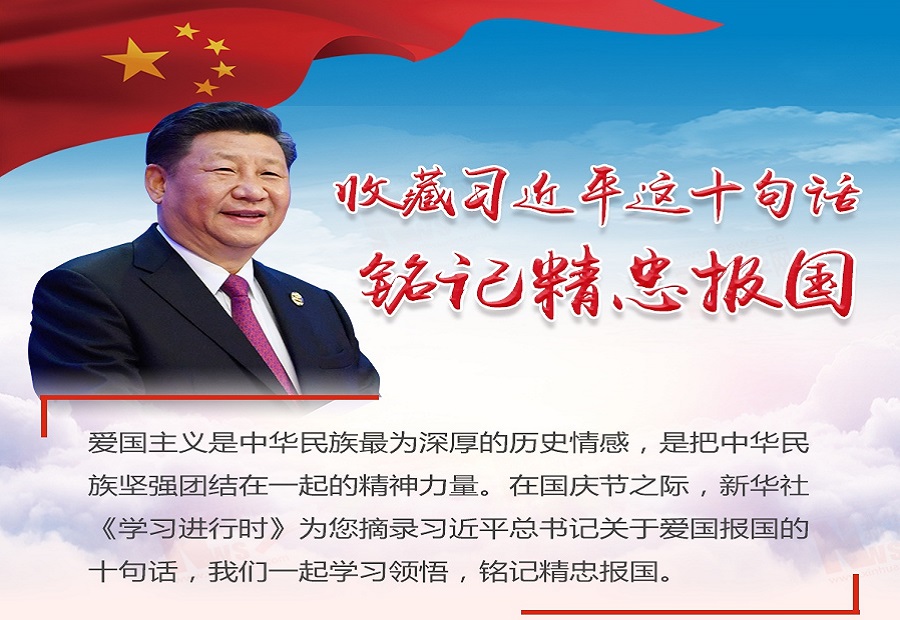 收藏习近平这十句话
铭记精忠报国
爱国主义是中华民族最为深厚的历史情感，是把中华民
族坚强团结在一起的精神力量。在国庆节之际，新华社
《学习进行时》为您摘录习近平总书记关于爱国报国的
十句话，我们一起学习领悟，铭记精忠报国。